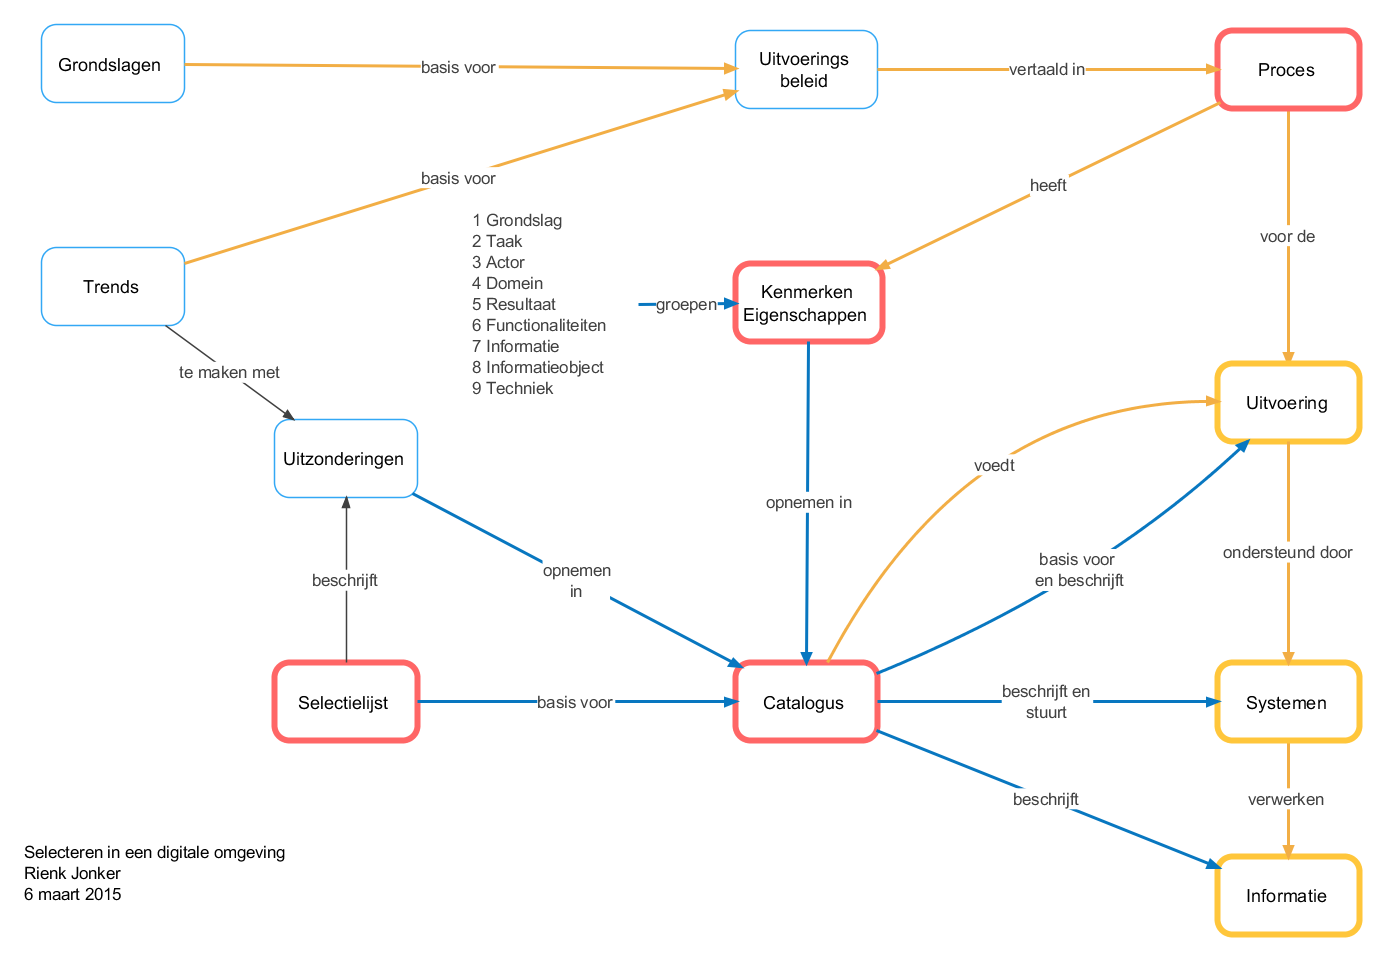 Grondslagen
basis voor
Uitvoerings
beleid
vertaald in
Proces
basis voor
heeft
voor de
1 Grondslag
2 Taak
3 Actor
4 Domein
5 Resultaat
6 Functionaliteiten
7 Informatie
8 Informatieobject
9 Techniek
groepen
Kenmerken
Eigenschappen
Trends
te maken met
Uitzonderingen
Uitvoering
voedt
opnemen in
basis voor
en beschrijft
ondersteund door
beschrijft
opnemen
in
Selectielijst
basis voor
Catalogus
beschrijft en
stuurt
Systemen
beschrijft
verwerken
Informatie
Selecteren in een digitale omgeving
Rienk Jonker
6 maart 2015